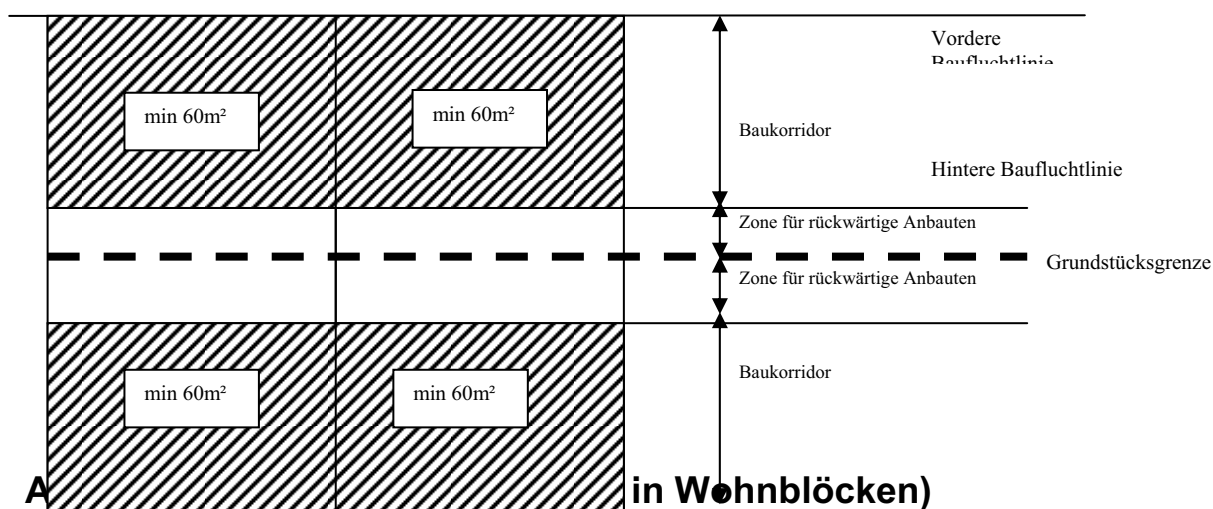 Vordere
Baufluchtlinie
min 60m²
min 60m²
Baukorridor
Hintere Baufluchtlinie
Zone für rückwärtige Anbauten
Grundstücksgrenze
Zone für rückwärtige Anbauten
min 60m²
min 60m²
Baukorridor
A in Wohnblöcken)